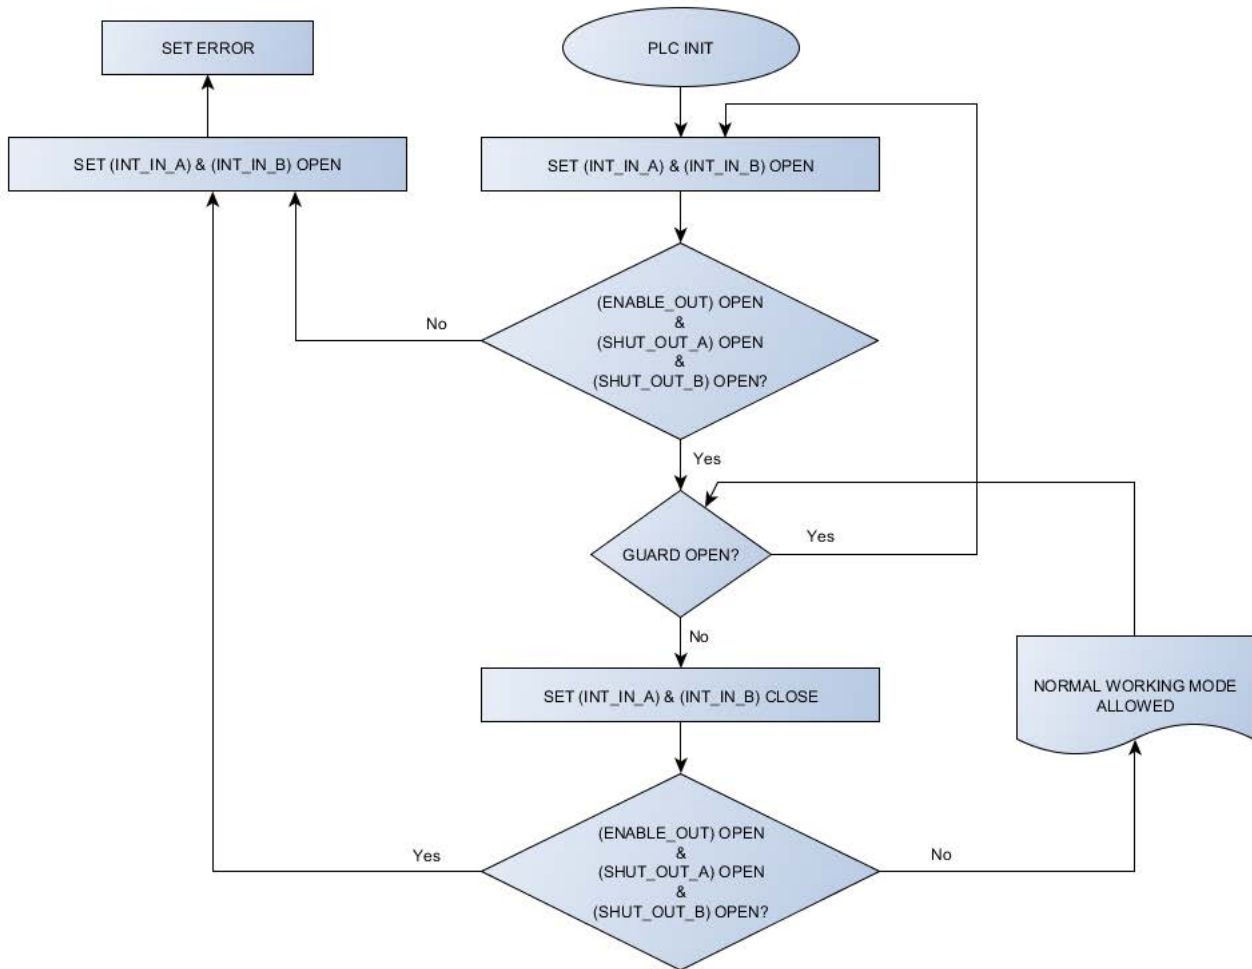 SET ERROR
PLC INIT
SET (INT_IN_A) & (INT_IN_B) OPEN
SET (INT_IN_A) & (INT_IN_B) OPEN
(ENABLE_OUT) OPEN
&
(SHUT_OUT_A) OPEN
&
(SHUT_OUT_B) OPEN?
No
Yes
GUARD OPEN?
Yes
No
SET (INT_IN_A) & (INT_IN_B) CLOSE
NORMAL WORKING MODE
ALLOWED
(ENABLE_OUT) OPEN
&
(SHUT_OUT_A) OPEN
&
(SHUT_OUT_B) OPEN?
Yes
No